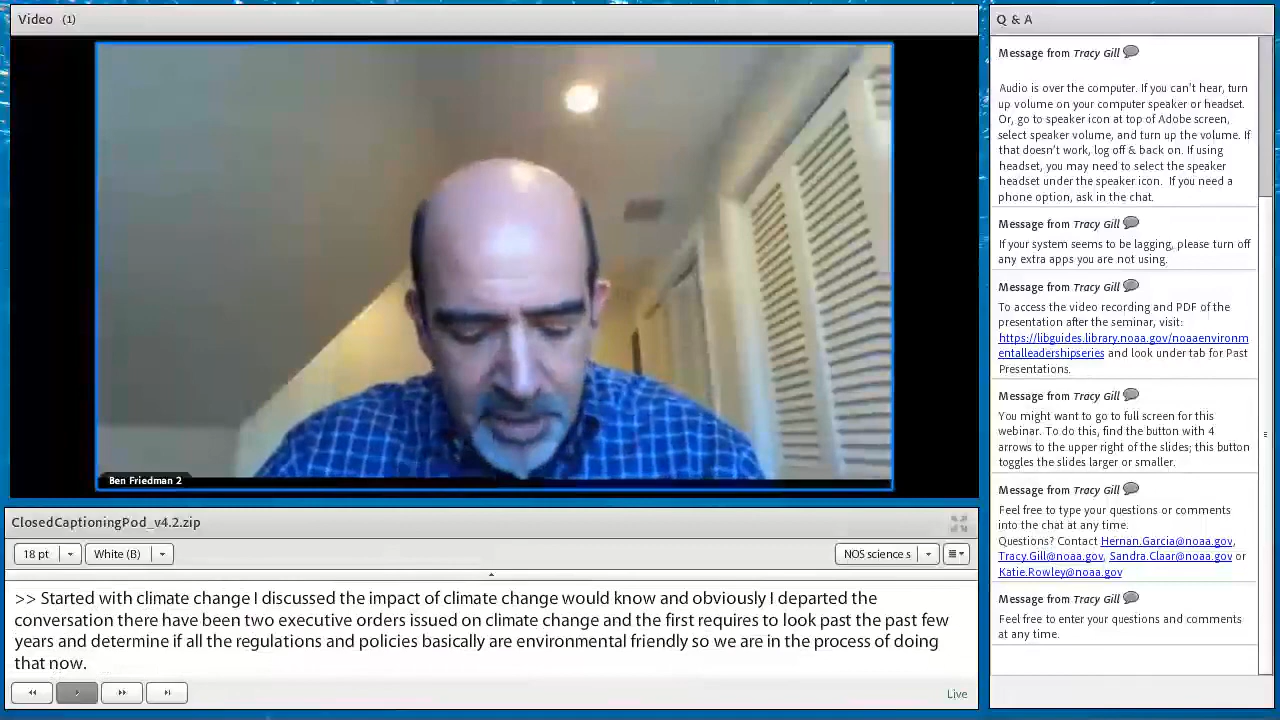 Video (1)
Ben Friedman 2
ClosedCaptioningPod_v4.2.zip
18 pt
White (B)
NOS science s
>> Started with climate change I discussed the impact of climate change would know and obviously I departed the
conversation there have been two executive orders issued on climate change and the first requires to look past the past few
years and determine if all the regulations and policies basically are environmental friendly so we are in the process of doing
that now.
Live
Q & A
Message from Tracy Gill
Audio is over the computer. If you can't hear, turn
up volume on your computer speaker or headset.
Or, go to speaker icon at top of Adobe screen,
select speaker volume, and turn up the volume. If
that doesn't work, log off & back on. If using
headset, you may need to select the speaker
headset under the speaker icon. If you need a
phone option, ask in the chat.
Message from Tracy Gill
If your system seems to be lagging, please turn off
any extra apps you are not using.
Message from Tracy Gill
To access the video recording and PDF of the
presentation after the seminar, visit:
https://libguides.library.noaa.gov/noaaenvironm
entalleadershipseries and look under tab for Past
Presentations.
Message from Tracy Gill
You might want to go to full screen for this
webinar. To do this, find the button with 4
arrows to the upper right of the slides; this button
toggles the slides larger or smaller.
Message from Tracy Gill
Feel free to type your questions or comments
into the chat at any time.
Questions? Contact Hernan.Garcia@noaa.gov,
Tracy.Gill@noaa.gov, Sandra.Claar@noaa.gov or
Katie.Rowley@noaa.gov
Message from Tracy Gill
Feel free to enter your questions and comments
at any time.